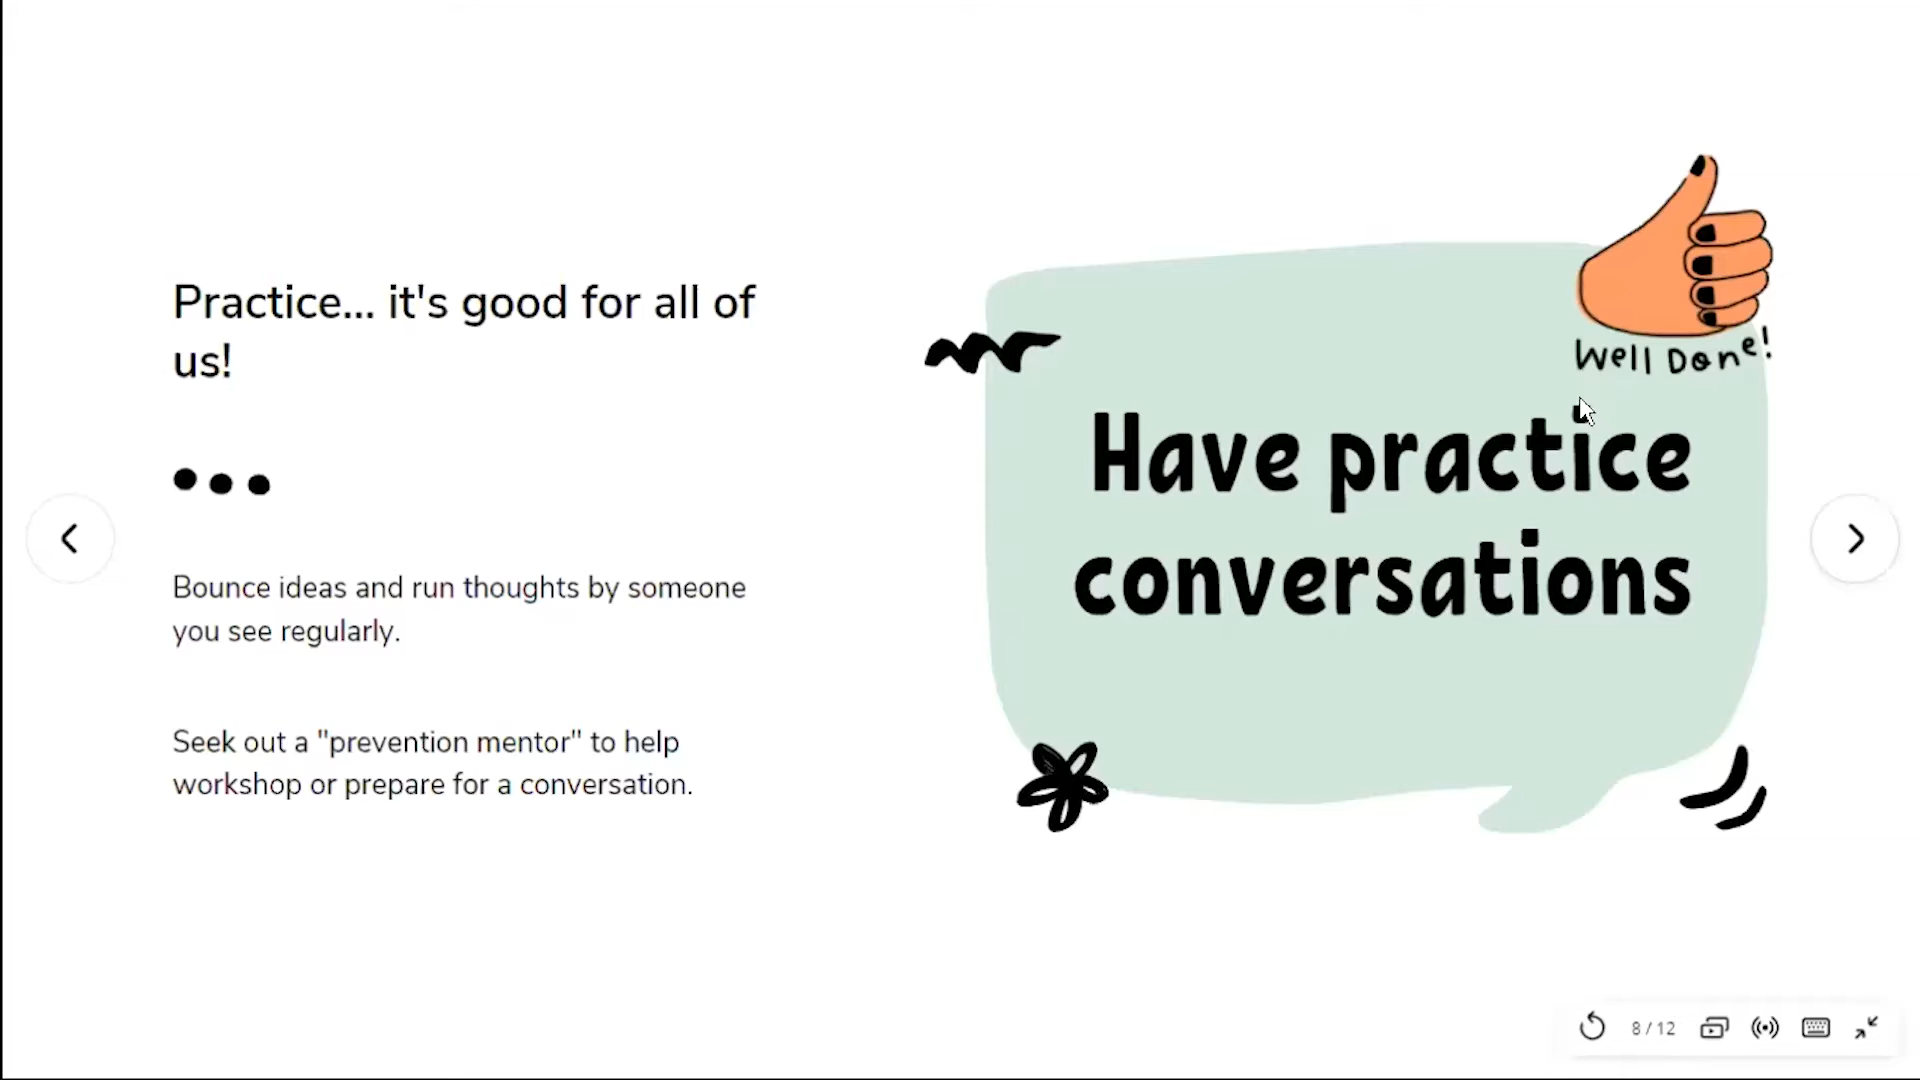 Practice... it's good for all of
us!
Bounce ideas and run thoughts by someone
you see regularly.
Seek out a "prevention mentor" to help
workshop or prepare for a conversation.
Well Done!
Have practice
conversations
8 / 12